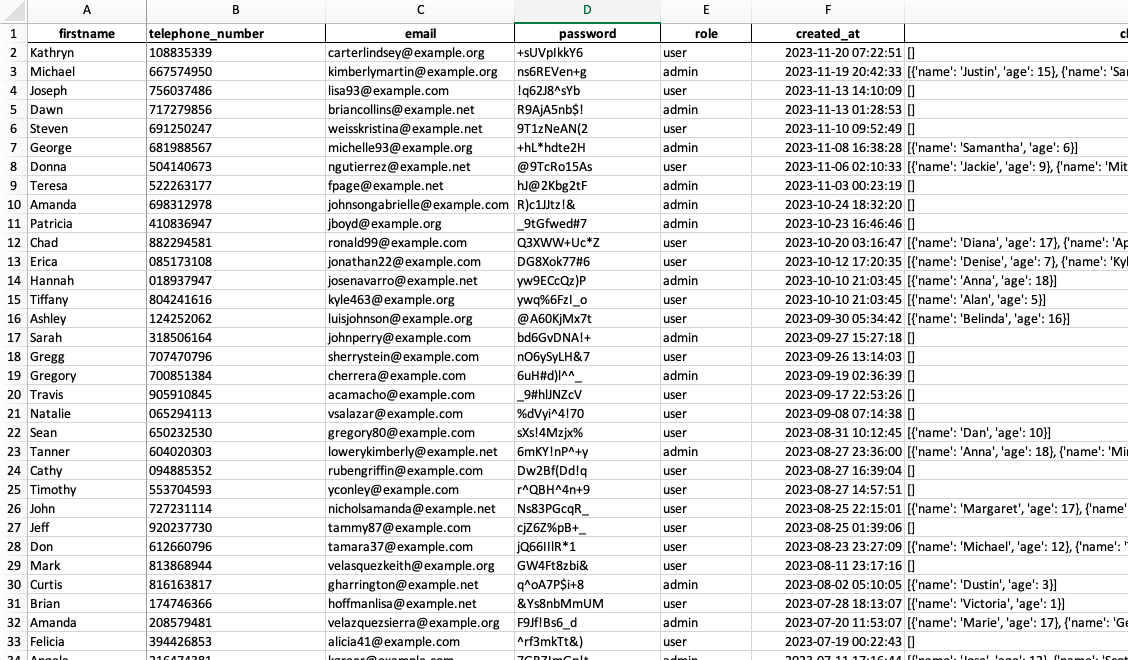 A B C D E F
1 firstname telephone_number email password role created_at
2 Kathryn 108835339 carterlindsey@example.org +sUVpIkkY6 user 2023-11-20 07:22:51 []
3 Michael 667574950 kimberlymartin@example.org ns6REVen+g admin 2023-11-19 20:42:33 [{'name': 'Justin', 'age': 15}, {'name': 'Sar
4 Joseph 756037486 lisa93@example.com !q62J8^sYb user 2023-11-13 14:10:09 []
5 Dawn 717279856 briancollins@example.net R9AjA5nb$! admin 2023-11-13 01:28:53 []
6 Steven 691250247 weisskristina@example.net 9T1zNeAN(2 user 2023-11-10 09:52:49 []
7 George 681988567 michelle93@example.org +hL*hdte2H admin 2023-11-08 16:38:28 [{'name': 'Samantha', 'age': 6}]
8 Donna 504140673 ngutierrez@example.net @9TcRo15As user 2023-11-06 02:10:33 [{'name': 'Jackie', 'age': 9}, {'name': 'Mit
9 Teresa 522263177 fpage@example.net hJ@2Kbg2tF admin 2023-11-03 00:23:19 []
10 Amanda 698312978 johnsongabrielle@example.com R)c1JJtz!& admin 2023-10-24 18:32:20 []
11 Patricia 410836947 jboyd@example.org _9tGfwed#7 admin 2023-10-23 16:46:46 []
12 Chad 882294581 ronald99@example.com Q3XWW+Uc*Z user 2023-10-20 03:16:47 [{'name': 'Diana', 'age': 17}, {'name': 'Ap
13 Erica 085173108 jonathan22@example.com DG8Xok77#6 user 2023-10-12 17:20:35 [{'name': 'Denise', 'age': 7}, {'name': 'Kyl
14 Hannah 018937947 josenavarro@example.net yw9ECcQz)P admin 2023-10-10 21:03:45 [{'name': 'Anna', 'age': 18}]
15 Tiffany 804241616 kyle463@example.org ywq%6FzI_o user 2023-10-10 21:03:45 [{'name': 'Alan', 'age': 5}]
16 Ashley 124252062 luisjohnson@example.org @A60KjMx7t user 2023-09-30 05:34:42 [{'name': 'Belinda', 'age': 16}]
17 Sarah 318506164 johnperry@example.com bd6GvDNA!+ admin 2023-09-27 15:27:18 []
18 Gregg 707470796 sherrystein@example.com nO6ySyLH&7 user 2023-09-26 13:14:03 []
19 Gregory 700851384 cherrera@example.com 6uH#d)l^^_ admin 2023-09-19 02:36:39 []
20 Travis 905910845 acamacho@example.com _9#hlJNZcV user 2023-09-17 22:53:26 []
21 Natalie 065294113 vsalazar@example.com %dVyi^4!70 user 2023-09-08 07:14:38 []
22 Sean 650232530 gregory80@example.com sXs!4Mzjx% user 2023-08-31 10:12:45 [{'name': 'Dan', 'age': 10}]
23 Tanner 604020303 lowerykimberly@example.net 6mKY!nP^+y admin 2023-08-27 23:36:00 [{'name': 'Anna', 'age': 18}, {'name': 'Mir
24 Cathy 094885352 rubengriffin@example.com Dw2Bf(Dd!q user 2023-08-27 16:39:04 []
25 Timothy 553704593 yconley@example.com r^QBH^4n+9 user 2023-08-27 14:57:51 []
26 John 727231114 nicholsamanda@example.net Ns83PGcqR_ user 2023-08-25 22:15:01 [{'name': 'Margaret', 'age': 17}, {'name'
27 Jeff 920237730 tammy87@example.com cjZ6Z%pB+_ user 2023-08-25 01:39:06 []
28 Don 612660796 tamara37@example.com jQ66IIlR*1 user 2023-08-23 23:27:09 [{'name': 'Michael', 'age': 12}, {'name':
29 Mark 813868944 velasquezkeith@example.org GW4Ft8zbi& user 2023-08-11 23:17:16 []
30 Curtis 816163817 gharrington@example.net q^oA7P$i+8 admin 2023-08-02 05:10:05 [{'name': 'Dustin', 'age': 3}]
31 Brian 174746366 hoffmanlisa@example.net &Ys8nbMmUM user 2023-07-28 18:13:07 [{'name': 'Victoria', 'age': 1}]
32 Amanda 208579481 velazquezsierra@example.org F9Jf!Bs6_d admin 2023-07-20 11:53:07 [{'name': 'Marie', 'age': 17}, {'name': 'Ge
33 Felicia 394426853 alicia41@example.com ^rf3mkTt&) user 2023-07-19 00:22:43 []